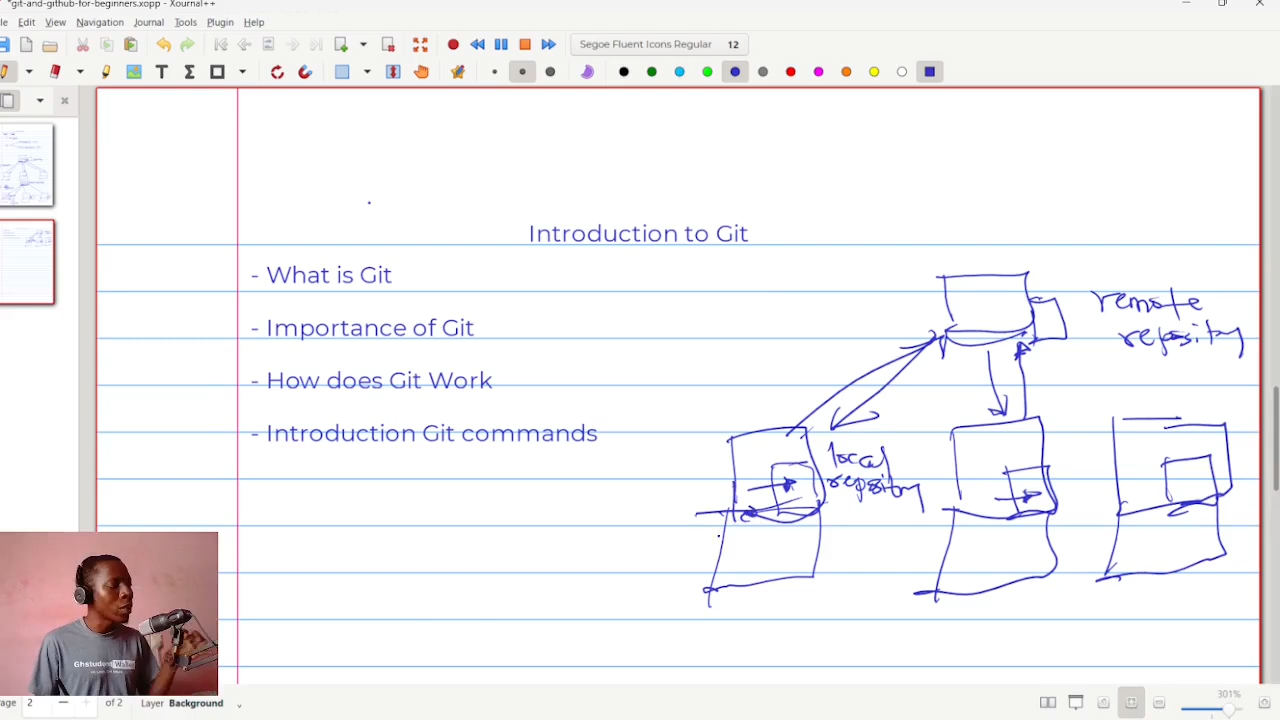 *git-and-github-for-beginners.xopp - Xournal++
le Edit View Navigation Journal Tools Plugin Help
Segoe Fluent Icons Regular 12
Introduction to Git
- What is Git
- Importance of Git
- How does Git Work
- Introduction Git commands
remote
repository
local
repository
Ghstudent
Page 2 of 2 Layer Background
301%